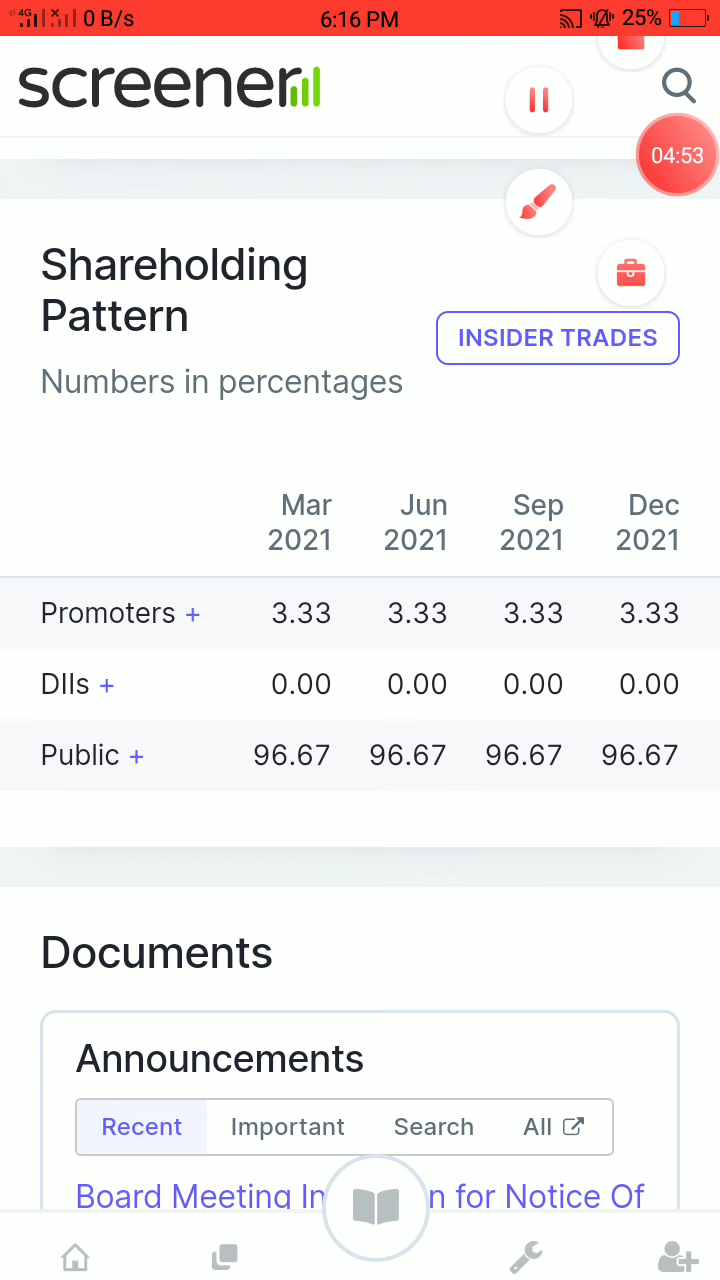 4G 0 B/s 6:16 PM 25%
screener
04:53
Shareholding
Pattern
INSIDER TRADES
Numbers in percentages
Mar Jun Sep Dec
2021 2021 2021 2021
Promoters + 3.33 3.33 3.33 3.33
DIIs + 0.00 0.00 0.00 0.00
Public + 96.67 96.67 96.67 96.67
Documents
Announcements
Recent Important Search All
Board Meeting In n for Notice Of